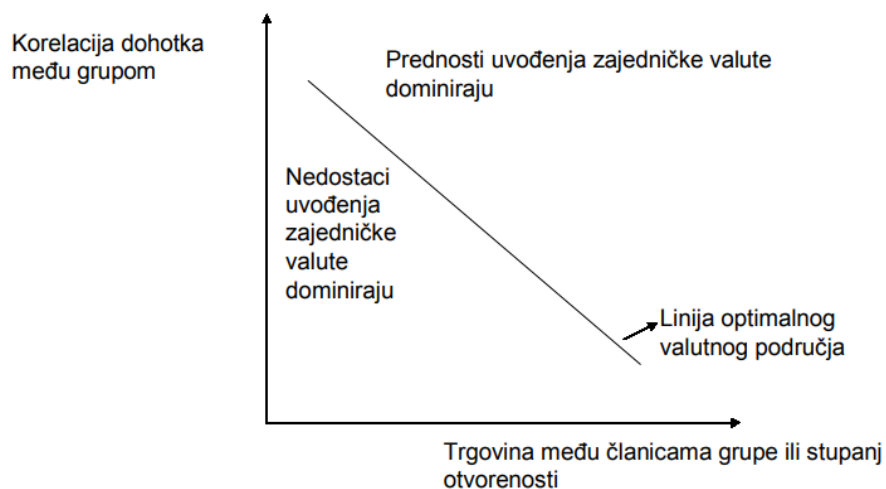 Korelacija dohotka
među grupom
Prednosti uvođenja zajedničke valute
dominiraju
Nedostaci
uvođenja
zajedničke
valute
dominiraju
Linija optimalnog
valutnog područja
Trgovina među članicama grupe ili stupanj
otvorenosti